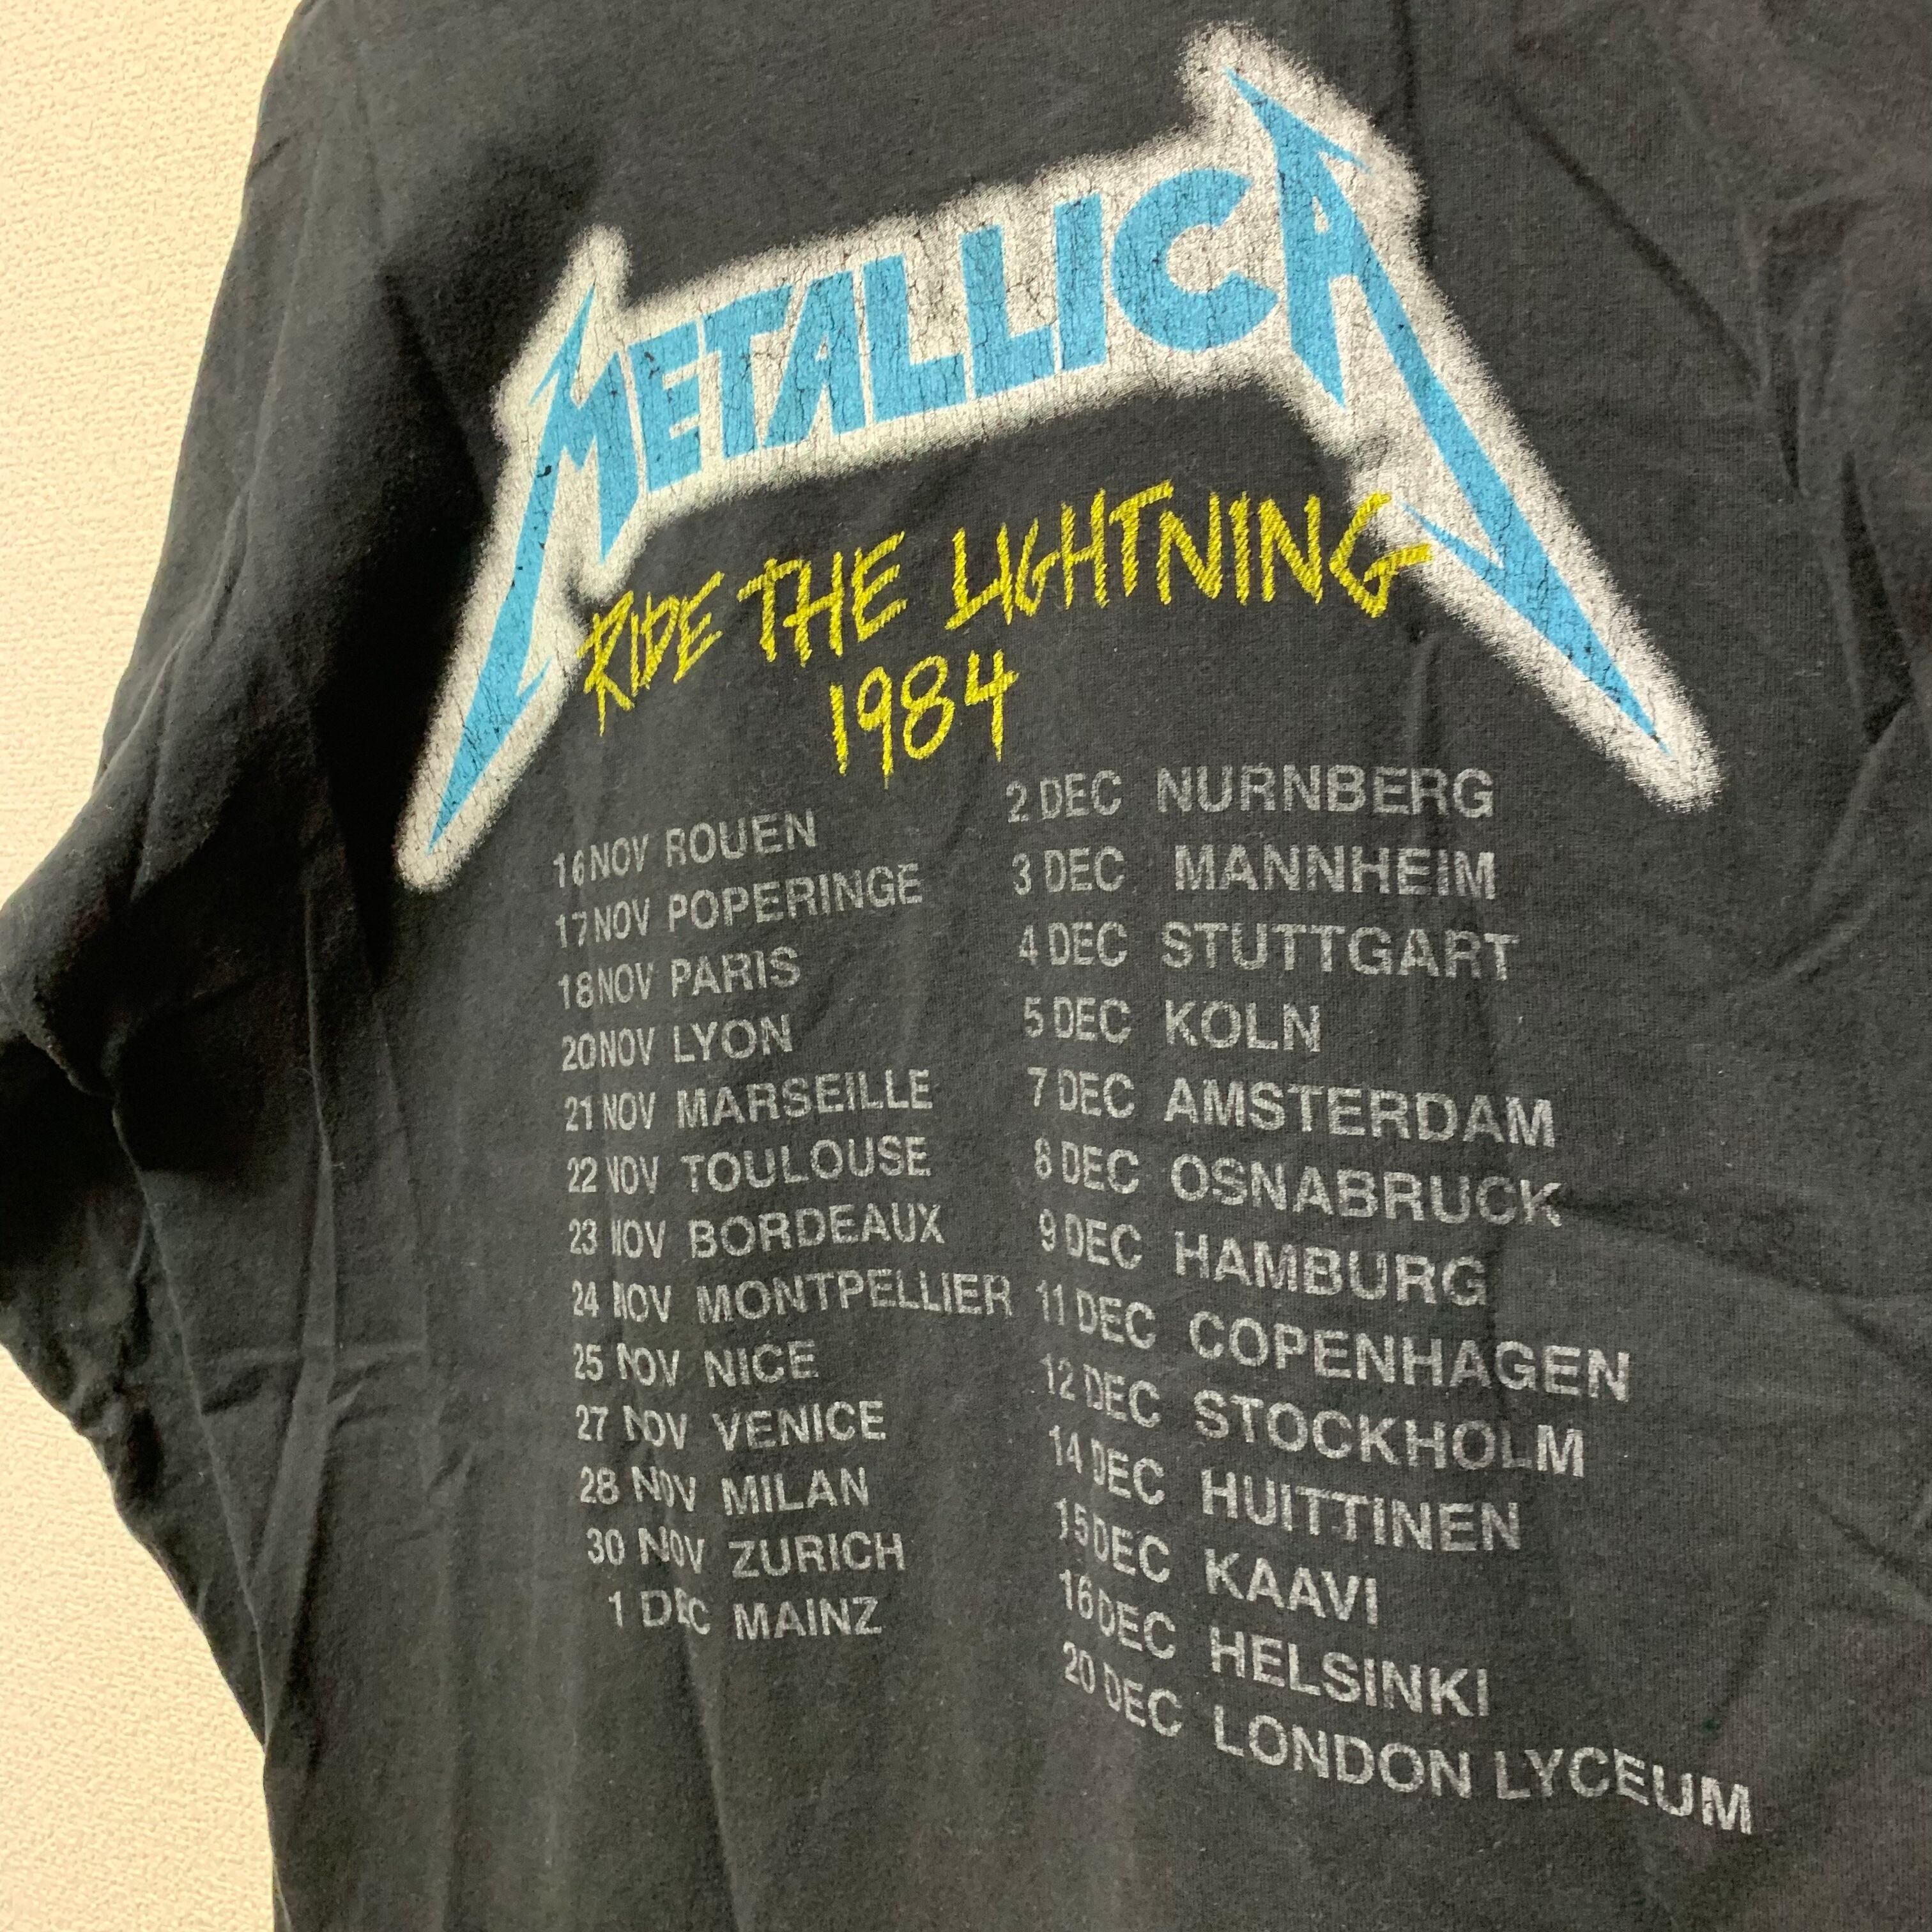 METALLICA
RIDE THE LIGHTNING
1984
16 NOV ROUEN
17 NOV POPERINGE
18 NOV PARIS
20 NOV LYON
21 NOV MARSEILLE
22 NOV TOULOUSE
23 NOV BORDEAUX
24 NOV MONTPELLIER
25 NOV NICE
27 NOV VENICE
28 NOV MILAN
30 NOV ZURICH
1 DEC MAINZ
2 DEC NURNBERG
3 DEC MANNHEIM
4 DEC STUTTGART
5 DEC KOLN
7 DEC AMSTERDAM
8 DEC OSNABRUCK
9 DEC HAMBURG
11 DEC COPENHAGEN
12 DEC STOCKHOLM
14 DEC HUITTINEN
15 DEC KAAVI
16 DEC HELSINKI
20 DEC LONDON LYCEUM